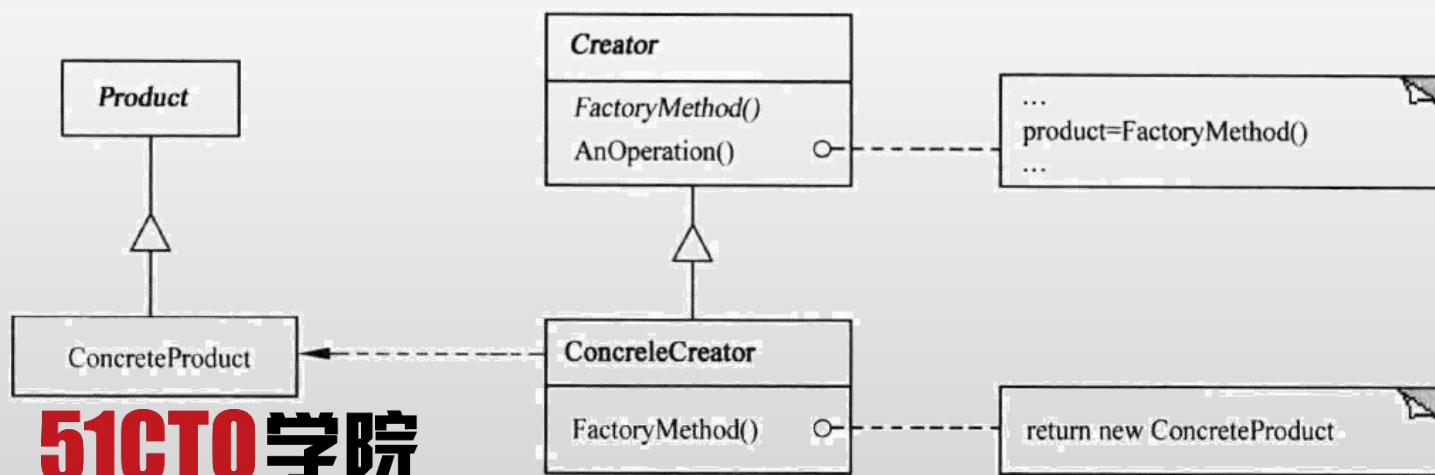 Product
ConcreteProduct
Creator
FactoryMethod()
AnOperation()
...
product=FactoryMethod()
...
ConcreleCreator
FactoryMethod()
return new ConcreteProduct
51CTO学院